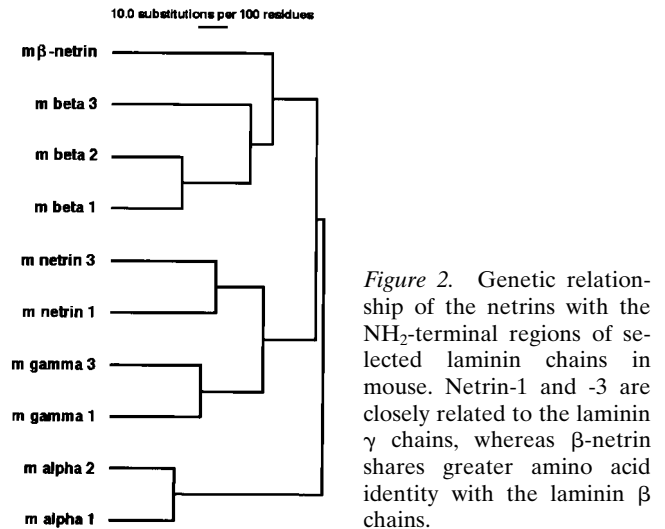 10.0 substitutions per 100 residues
m β-netrin
m beta 3
m beta 2
m beta 1
m netrin 3
m netrin 1
m gamma 3
m gamma 1
m alpha 2
m alpha 1
Figure 2. Genetic relation-
ship of the netrins with the
NH₂-terminal regions of se-
lected laminin chains in
mouse. Netrin-1 and -3 are
closely related to the laminin
γ chains, whereas β-netrin
shares greater amino acid
identity with the laminin β
chains.